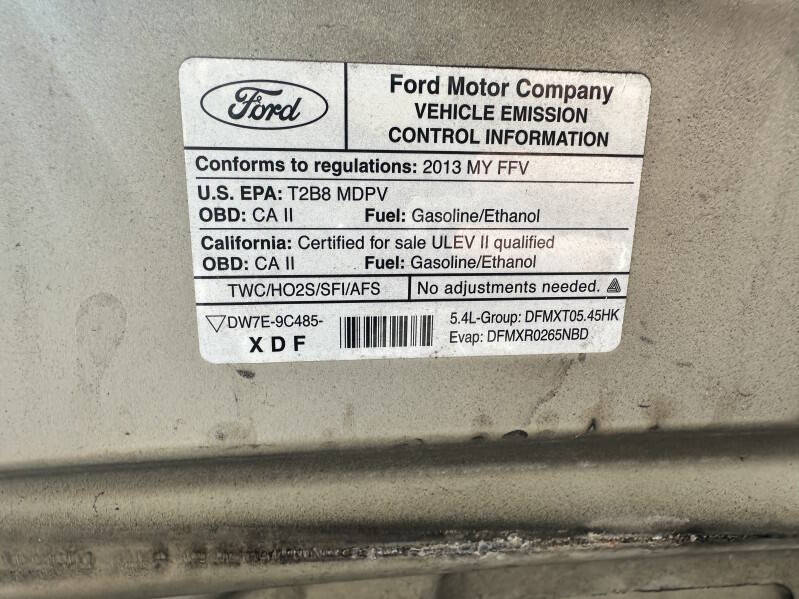 Ford
Ford Motor Company
VEHICLE EMISSION
CONTROL INFORMATION
Conforms to regulations: 2013 MY FFV
U.S. EPA: T2B8 MDPV
OBD: CA II Fuel: Gasoline/Ethanol
California: Certified for sale ULEV II qualified
OBD: CA II Fuel: Gasoline/Ethanol
TWC/HO2S/SFI/AFS No adjustments needed.
DW7E-9C485-
X D F
5.4L-Group: DFMXT05.45HK
Evap: DFMXR0265NBD